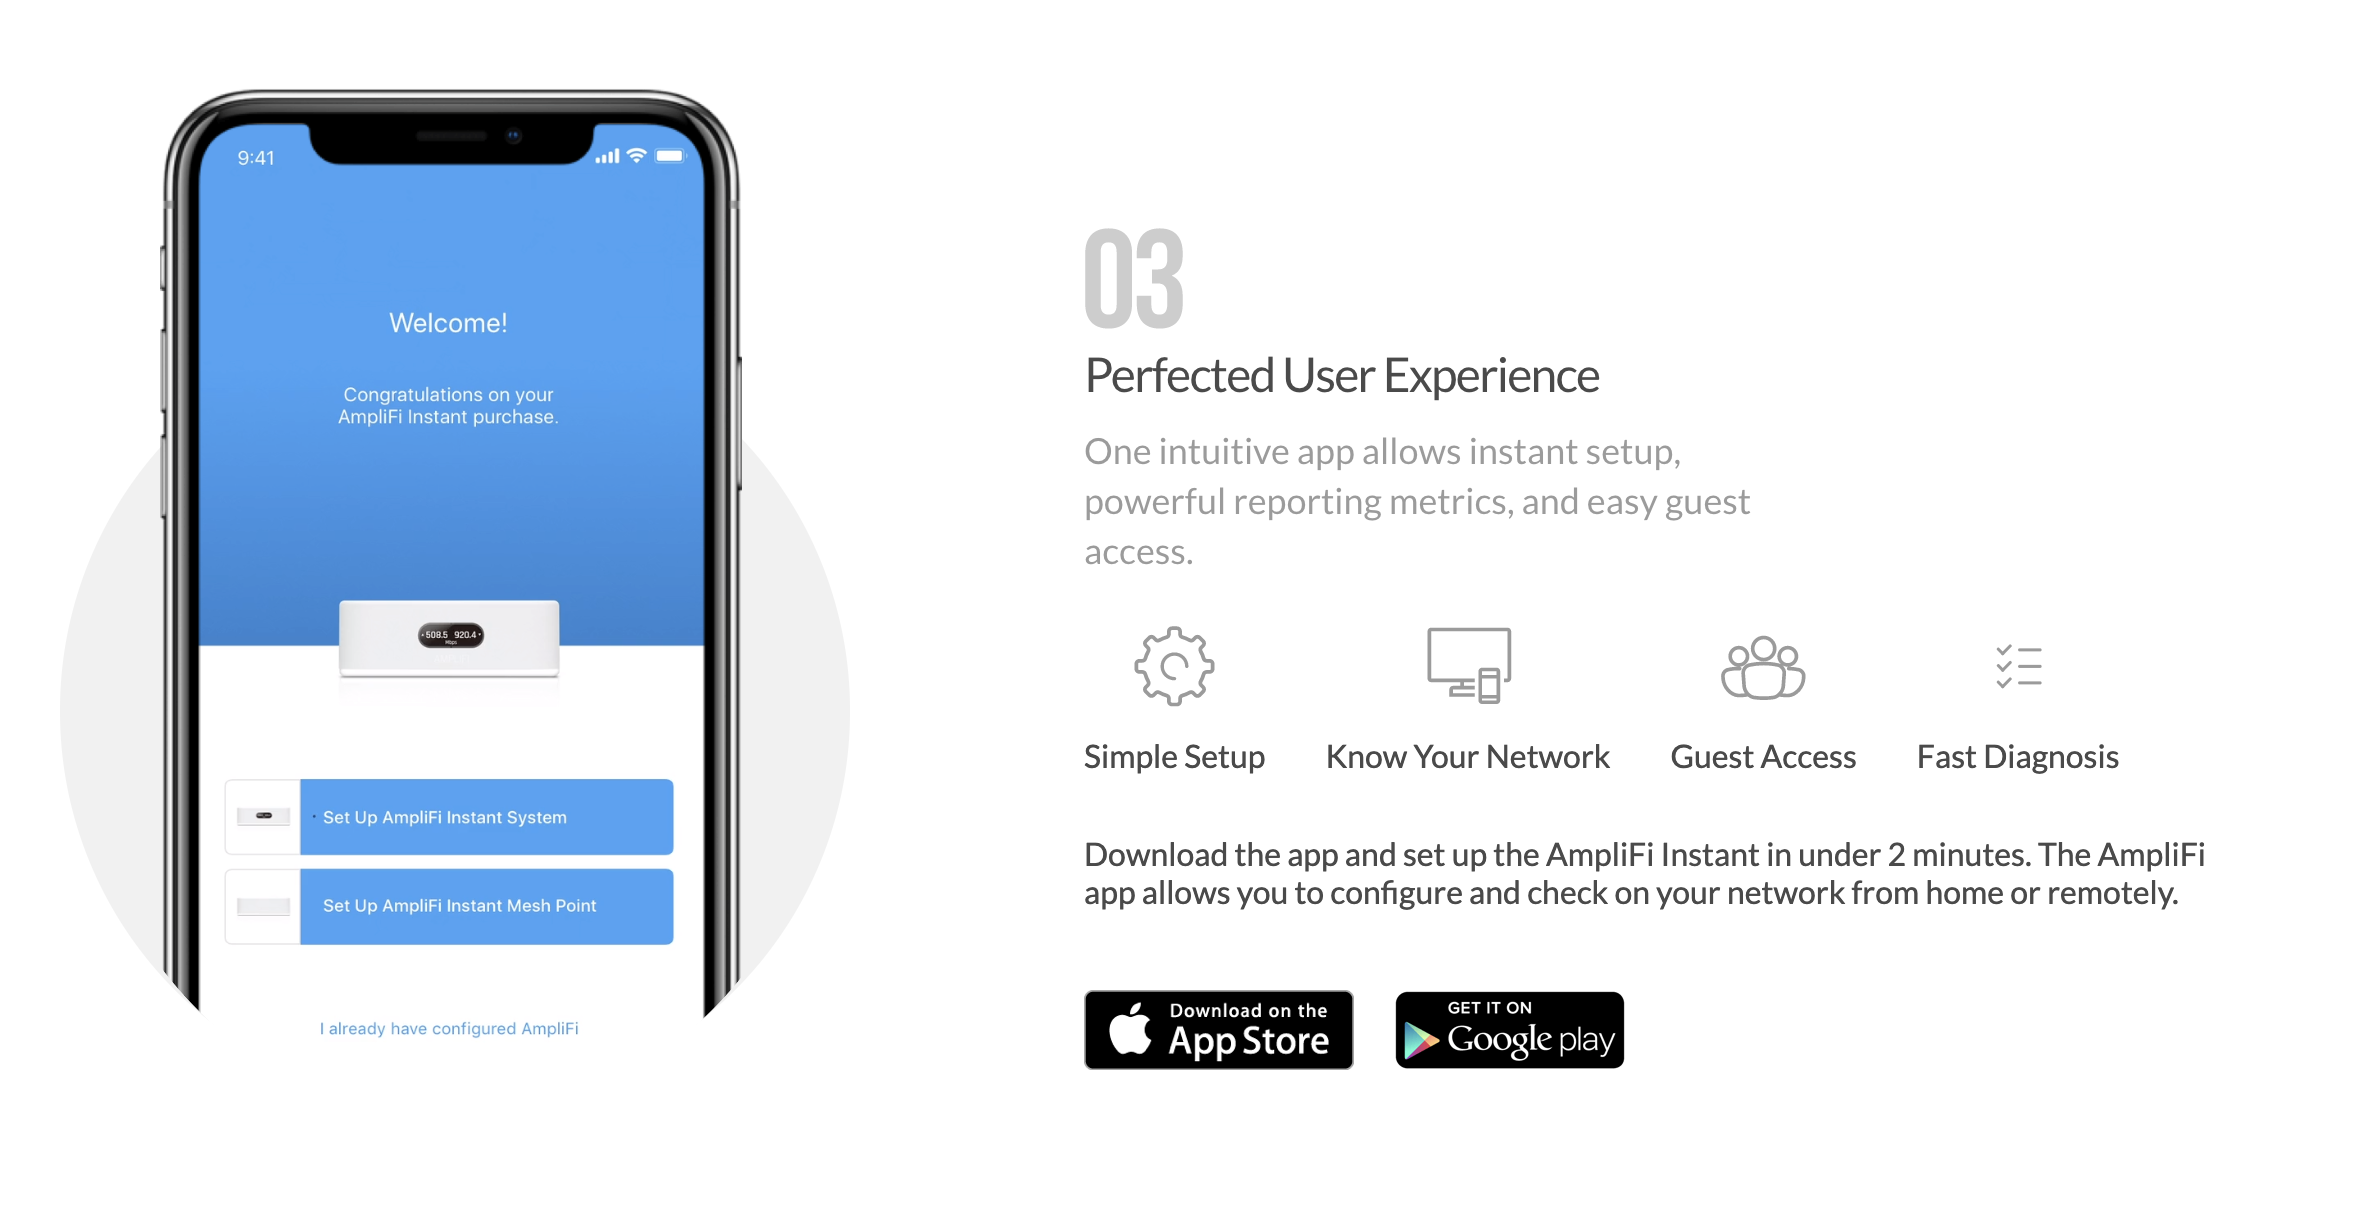 9:41
Welcome!
Congratulations on your
AmpliFi Instant purchase.
508.5 920.4
Mbps
Set Up AmpliFi Instant System
Set Up AmpliFi Instant Mesh Point
I already have configured AmpliFi
03
Perfected User Experience
One intuitive app allows instant setup,
powerful reporting metrics, and easy guest
access.
Simple Setup
Know Your Network
Guest Access
Fast Diagnosis
Download the app and set up the AmpliFi Instant in under 2 minutes. The AmpliFi
app allows you to configure and check on your network from home or remotely.
Download on the
App Store
GET IT ON
Google play